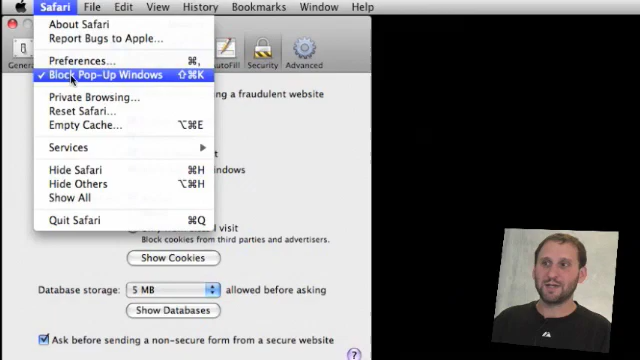 Safari File Edit View History Bookmarks Window Help
About Safari
Report Bugs to Apple...
Preferences... ⌘,
✓ Block Pop-Up Windows ⇧⌘K
Private Browsing...
Reset Safari...
Empty Cache... ⌥⌘E
Services
Hide Safari ⌘H
Hide Others ⌥⌘H
Show All
Quit Safari ⌘Q
AutoFill Security Advanced
ng a fraudulent website
indows
I visit
Block cookies from third parties and advertisers.
Show Cookies
Database storage: 5 MB allowed before asking
Show Databases
Ask before sending a non-secure form from a secure website
?